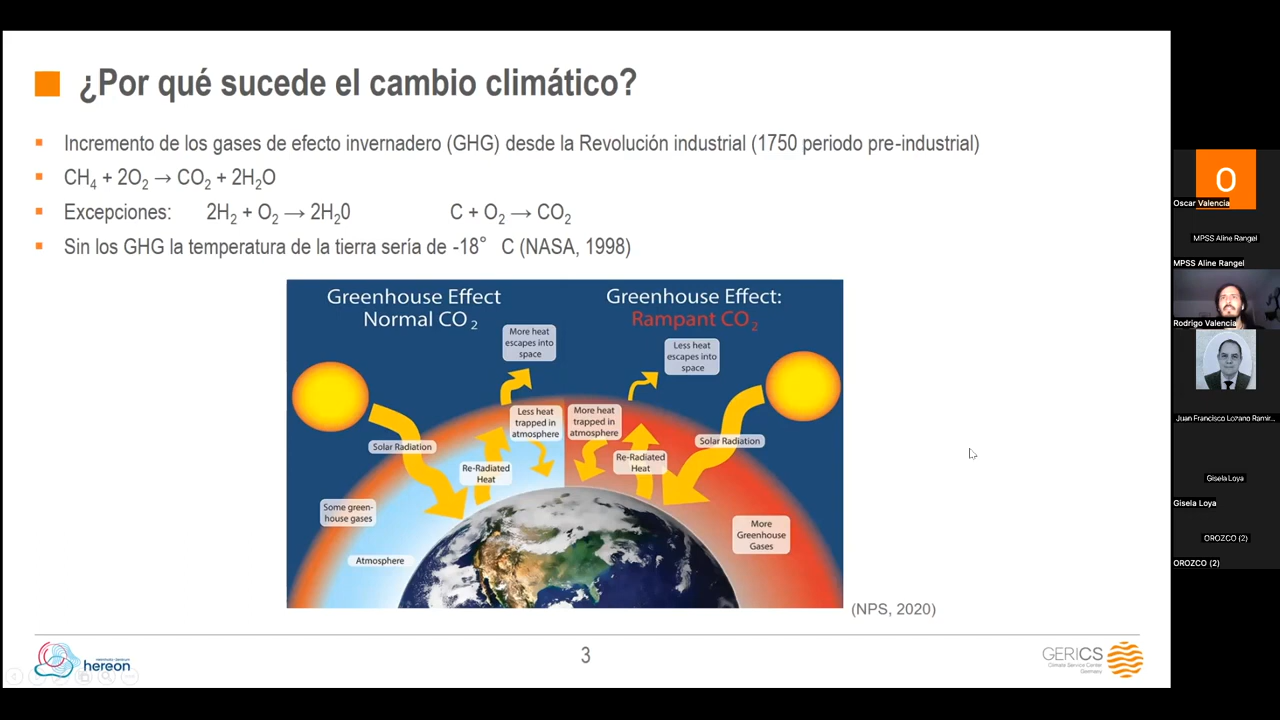 ¿Por qué sucede el cambio climático?
Incremento de los gases de efecto invernadero (GHG) desde la Revolución industrial (1750 periodo pre-industrial)
CH₄ + 2O₂ → CO₂ + 2H₂O
Excepciones: 2H₂ + O₂ → 2H₂0 C + O₂ → CO₂
Sin los GHG la temperatura de la tierra sería de -18° C (NASA, 1998)
Greenhouse Effect
Normal CO₂
More heat
escapes into
space
Less heat
trapped in
atmosphere
Solar Radiation
Re-Radiated
Heat
Some green-
house gases
Atmosphere
Greenhouse Effect:
Rampant CO₂
Less heat
escapes into
space
More heat
trapped in
atmosphere
Solar Radiation
Re-Radiated
Heat
More
Greenhouse
Gases
(NPS, 2020)
hereon
3
GERICS
Climate Service Center
Germany
O
Oscar Valencia
MPSS Aline Rangel
MPSS Aline Rangel
Rodrigo Valencia
Juan Francisco Lozano Ramír...
Gisela Loya
Gisela Loya
OROZCO (2)
OROZCO (2)